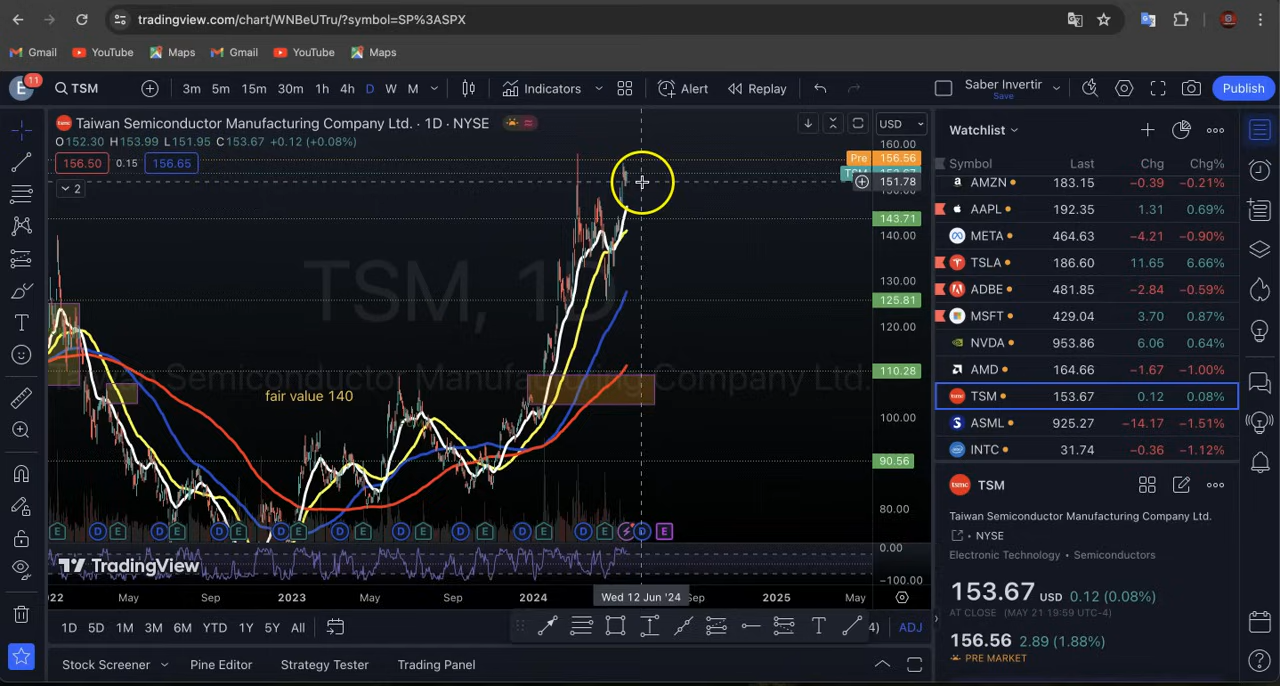 tradingview.com/chart/WNBeUTru/?symbol=SP%3ASPX
Gmail YouTube Maps Gmail YouTube Maps
E 11 TSM 3m 5m 15m 30m 1h 4h D W M Indicators Alert Replay Saber Invertir Save Publish
Taiwan Semiconductor Manufacturing Company Ltd. · 1D · NYSE
USD
O152.30 H153.99 L151.95 C153.67 +0.12 (+0.08%)
156.50 0.15 156.65
2
TSM, 1D
Taiwan Semiconductor Manufacturing Company Ltd.
fair value 140
160.00
Pre 156.56
151.78
143.71
140.00
130.00
125.81
120.00
110.28
100.00
90.56
80.00
0.00
−100.00
E D E D E D E D E D E D E D E D E D E D E D E
TradingView
May Sep 2023 May Sep 2024 Wed 12 Jun '24 Sep 2025 May
1D 5D 1M 3M 6M YTD 1Y 5Y All ADJ
Stock Screener Pine Editor Strategy Tester Trading Panel
Watchlist
Symbol Last Chg Chg%
AMZN 183.15 −0.39 −0.21%
AAPL 192.35 1.31 0.69%
META 464.63 −4.21 −0.90%
TSLA 186.60 11.65 6.66%
ADBE 481.85 −2.84 −0.59%
MSFT 429.04 3.70 0.87%
NVDA 953.86 6.06 0.64%
AMD 164.66 −1.67 −1.00%
TSM 153.67 0.12 0.08%
ASML 925.27 −14.17 −1.51%
INTC 31.74 −0.36 −1.12%
tsmc TSM
Taiwan Semiconductor Manufacturing Company Ltd.
NYSE
Electronic Technology • Semiconductors
153.67 USD 0.12 (0.08%)
AT CLOSE (MAY 21 19:59 UTC-4)
156.56 2.89 (1.88%)
PRE MARKET